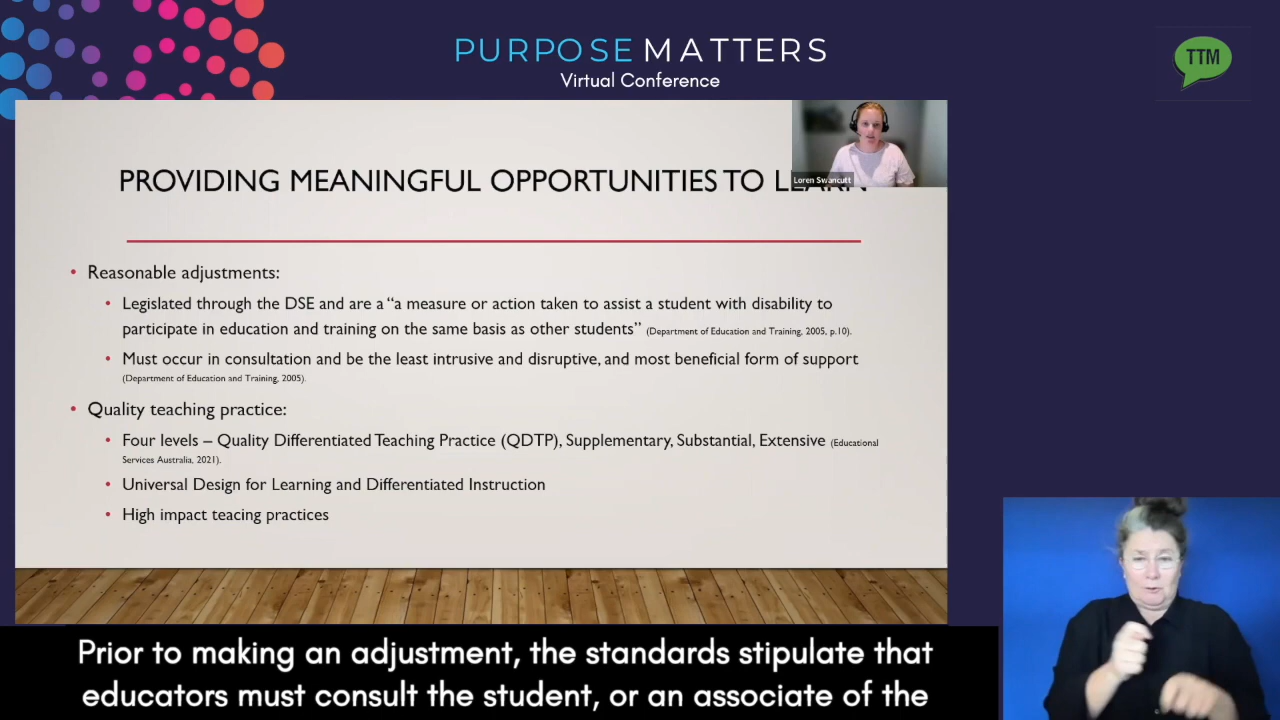 PURPOSE MATTERS
Virtual Conference
TTM
Loren Swancutt
PROVIDING MEANINGFUL OPPORTUNITIES TO LEARN
• Reasonable adjustments:
• Legislated through the DSE and are a “a measure or action taken to assist a student with disability to
participate in education and training on the same basis as other students” (Department of Education and Training, 2005, p.10).
• Must occur in consultation and be the least intrusive and disruptive, and most beneficial form of support
(Department of Education and Training, 2005).
• Quality teaching practice:
• Four levels – Quality Differentiated Teaching Practice (QDTP), Supplementary, Substantial, Extensive (Educational
Services Australia, 2021).
• Universal Design for Learning and Differentiated Instruction
• High impact teacing practices
Prior to making an adjustment, the standards stipulate that
educators must consult the student, or an associate of the